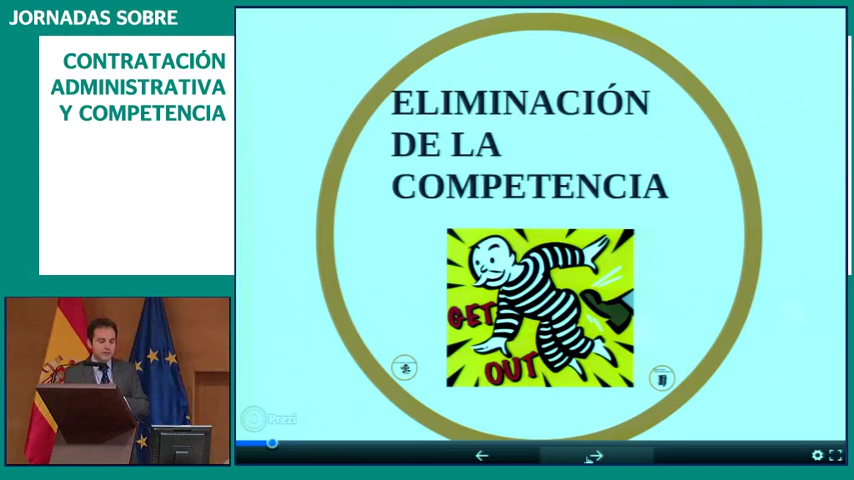 JORNADAS SOBRE
CONTRATACIÓN
ADMINISTRATIVA
Y COMPETENCIA
ELIMINACIÓN
DE LA
COMPETENCIA
GET
OUT
Prezi